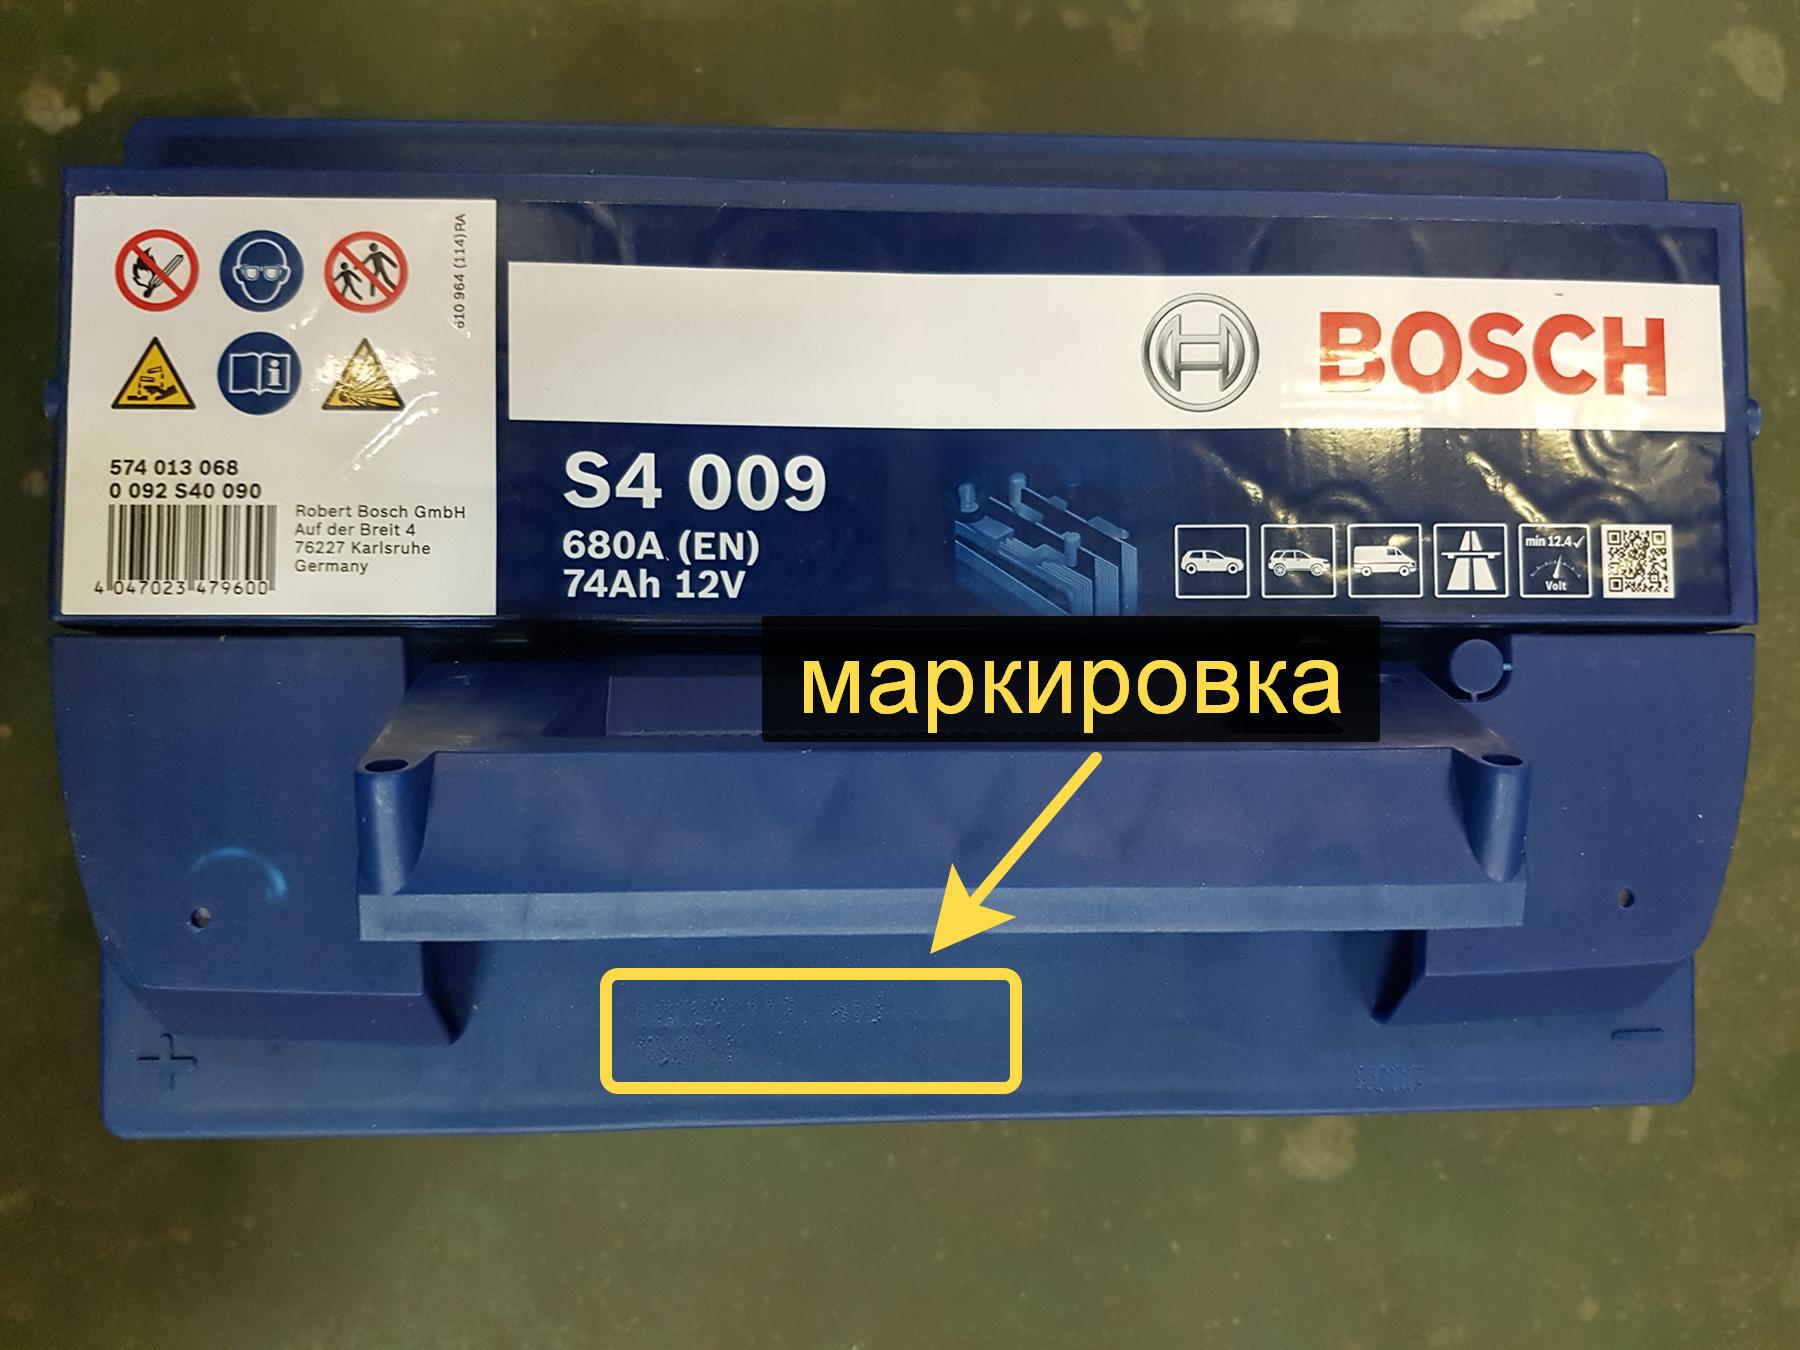 610 964 (114)RA
574 013 068
0 092 S40 090
Robert Bosch GmbH
Auf der Breit 4
76227 Karlsruhe
Germany
4 047023 479600
BOSCH
S4 009
680A (EN)
74Ah 12V
min 12.4✓
Volt
маркировка
+
−